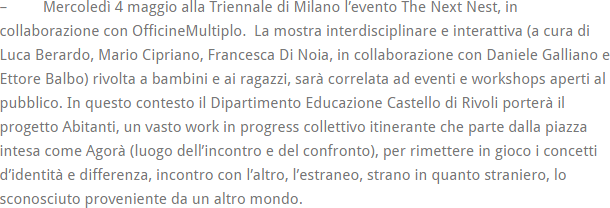 –        Mercoledì 4 maggio alla Triennale di Milano l’evento The Next Nest, in
collaborazione con OfficineMultiplo.  La mostra interdisciplinare e interattiva (a cura di
Luca Berardo, Mario Cipriano, Francesca Di Noia, in collaborazione con Daniele Galliano e
Ettore Balbo) rivolta a bambini e ai ragazzi, sarà correlata ad eventi e workshops aperti al
pubblico. In questo contesto il Dipartimento Educazione Castello di Rivoli porterà il
progetto Abitanti, un vasto work in progress collettivo itinerante che parte dalla piazza
intesa come Agorà (luogo dell’incontro e del confronto), per rimettere in gioco i concetti
d’identità e differenza, incontro con l’altro, l’estraneo, strano in quanto straniero, lo
sconosciuto proveniente da un altro mondo.